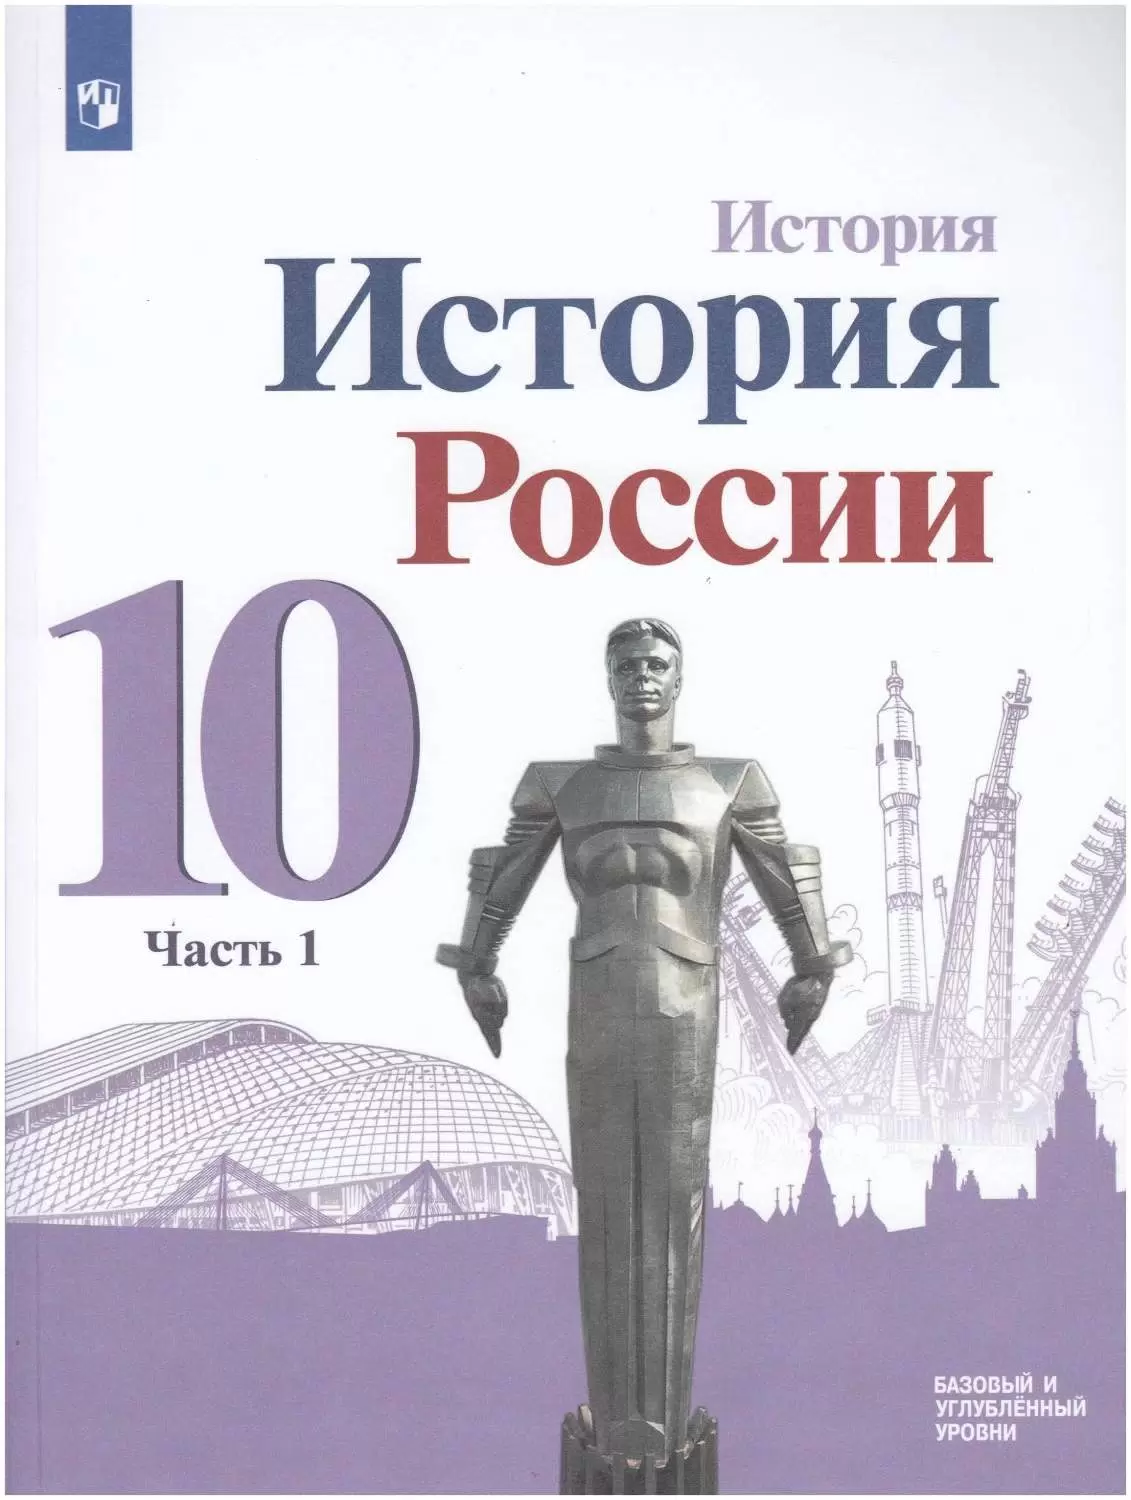 ИП
История
История
России
10
Часть 1
БАЗОВЫЙ И
УГЛУБЛЁННЫЙ
УРОВНИ